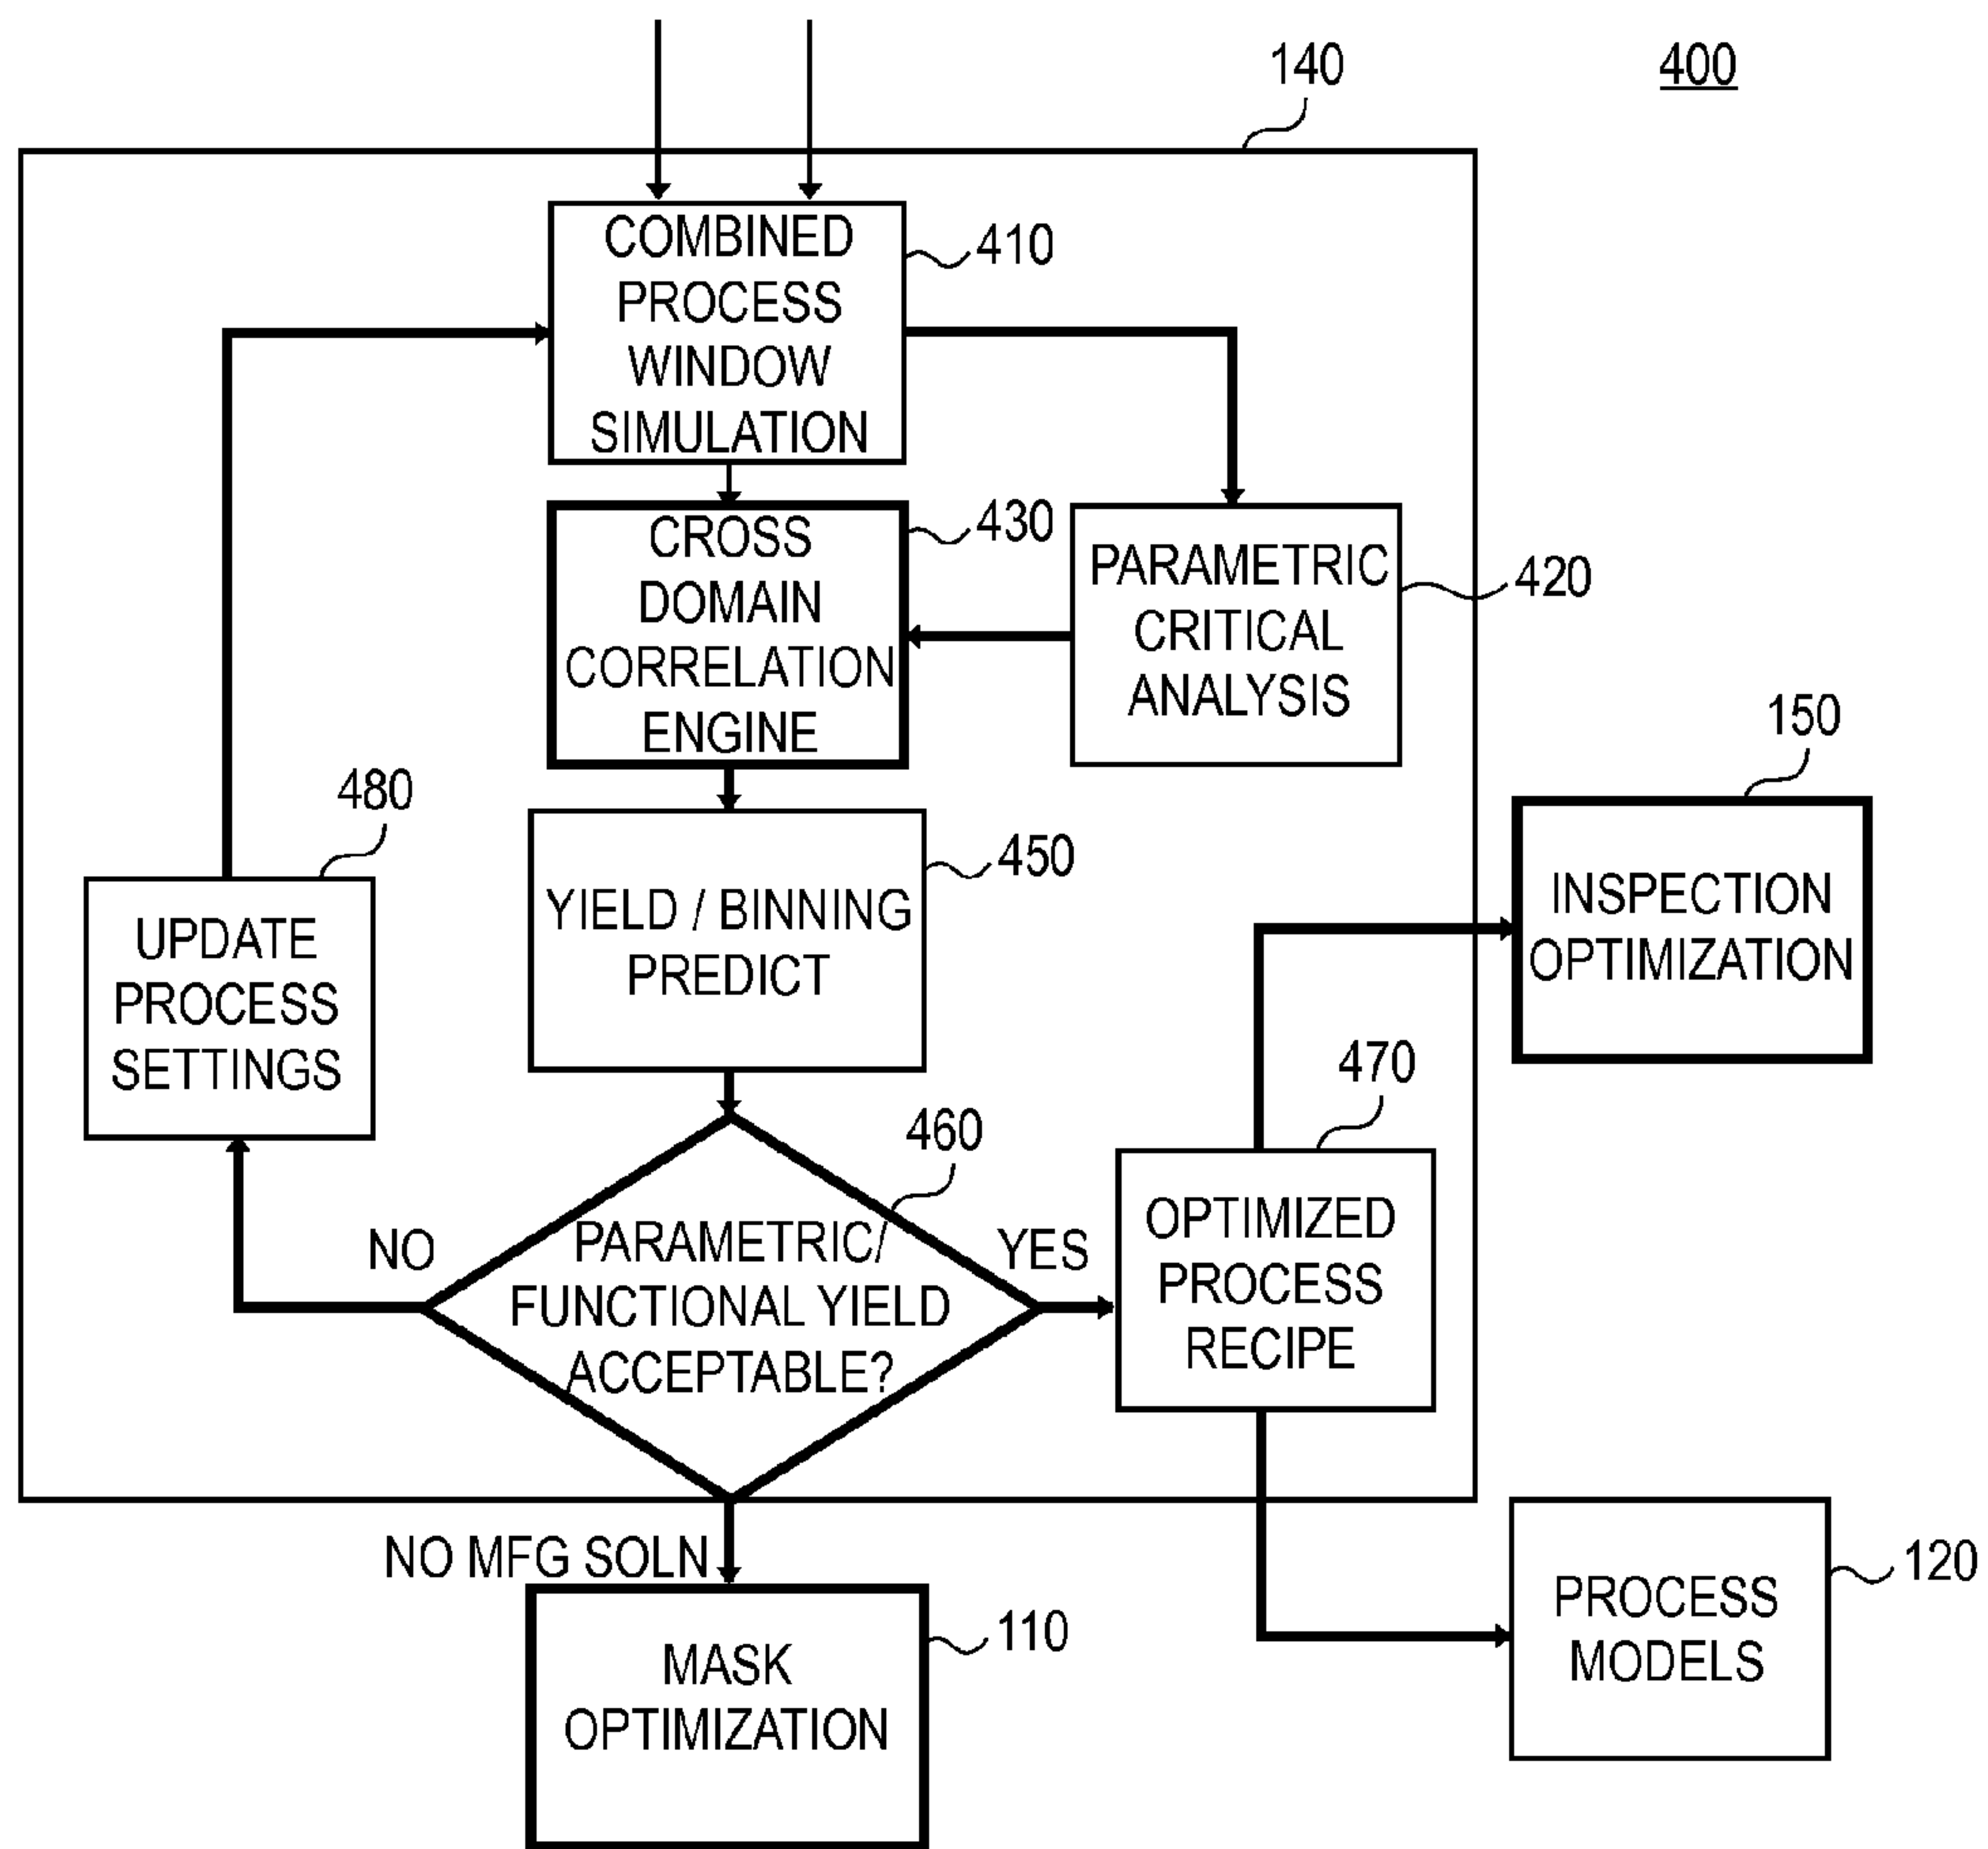 140
400
COMBINED
PROCESS
WINDOW
SIMULATION
410
CROSS
DOMAIN
CORRELATION
ENGINE
430
PARAMETRIC
CRITICAL
ANALYSIS
420
150
INSPECTION
OPTIMIZATION
480
UPDATE
PROCESS
SETTINGS
YIELD / BINNING
PREDICT
450
460
PARAMETRIC/
FUNCTIONAL YIELD
ACCEPTABLE?
NO
YES
470
OPTIMIZED
PROCESS
RECIPE
NO MFG SOLN
MASK
OPTIMIZATION
110
PROCESS
MODELS
120